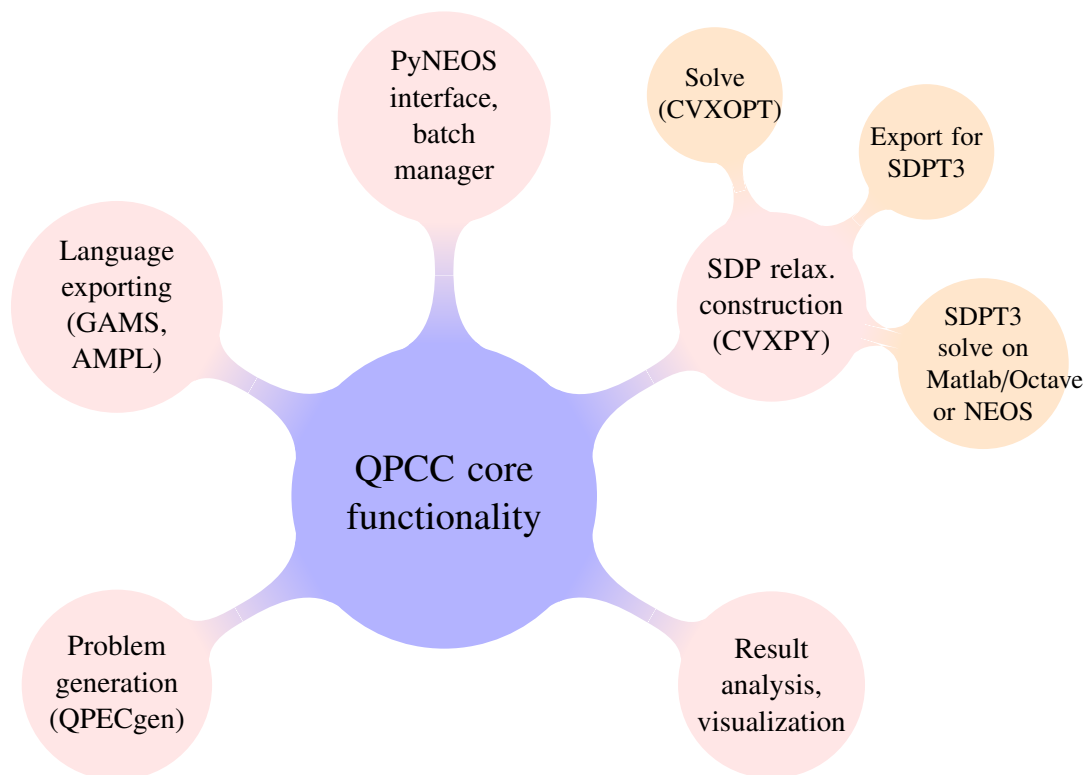 PyNEOS
interface,
batch
manager
Solve
(CVXOPT)
Export for
SDPT3
Language
exporting
(GAMS,
AMPL)
SDP relax.
construction
(CVXPY)
SDPT3
solve on
Matlab/Octave
or NEOS
QPCC core
functionality
Problem
generation
(QPECgen)
Result
analysis,
visualization